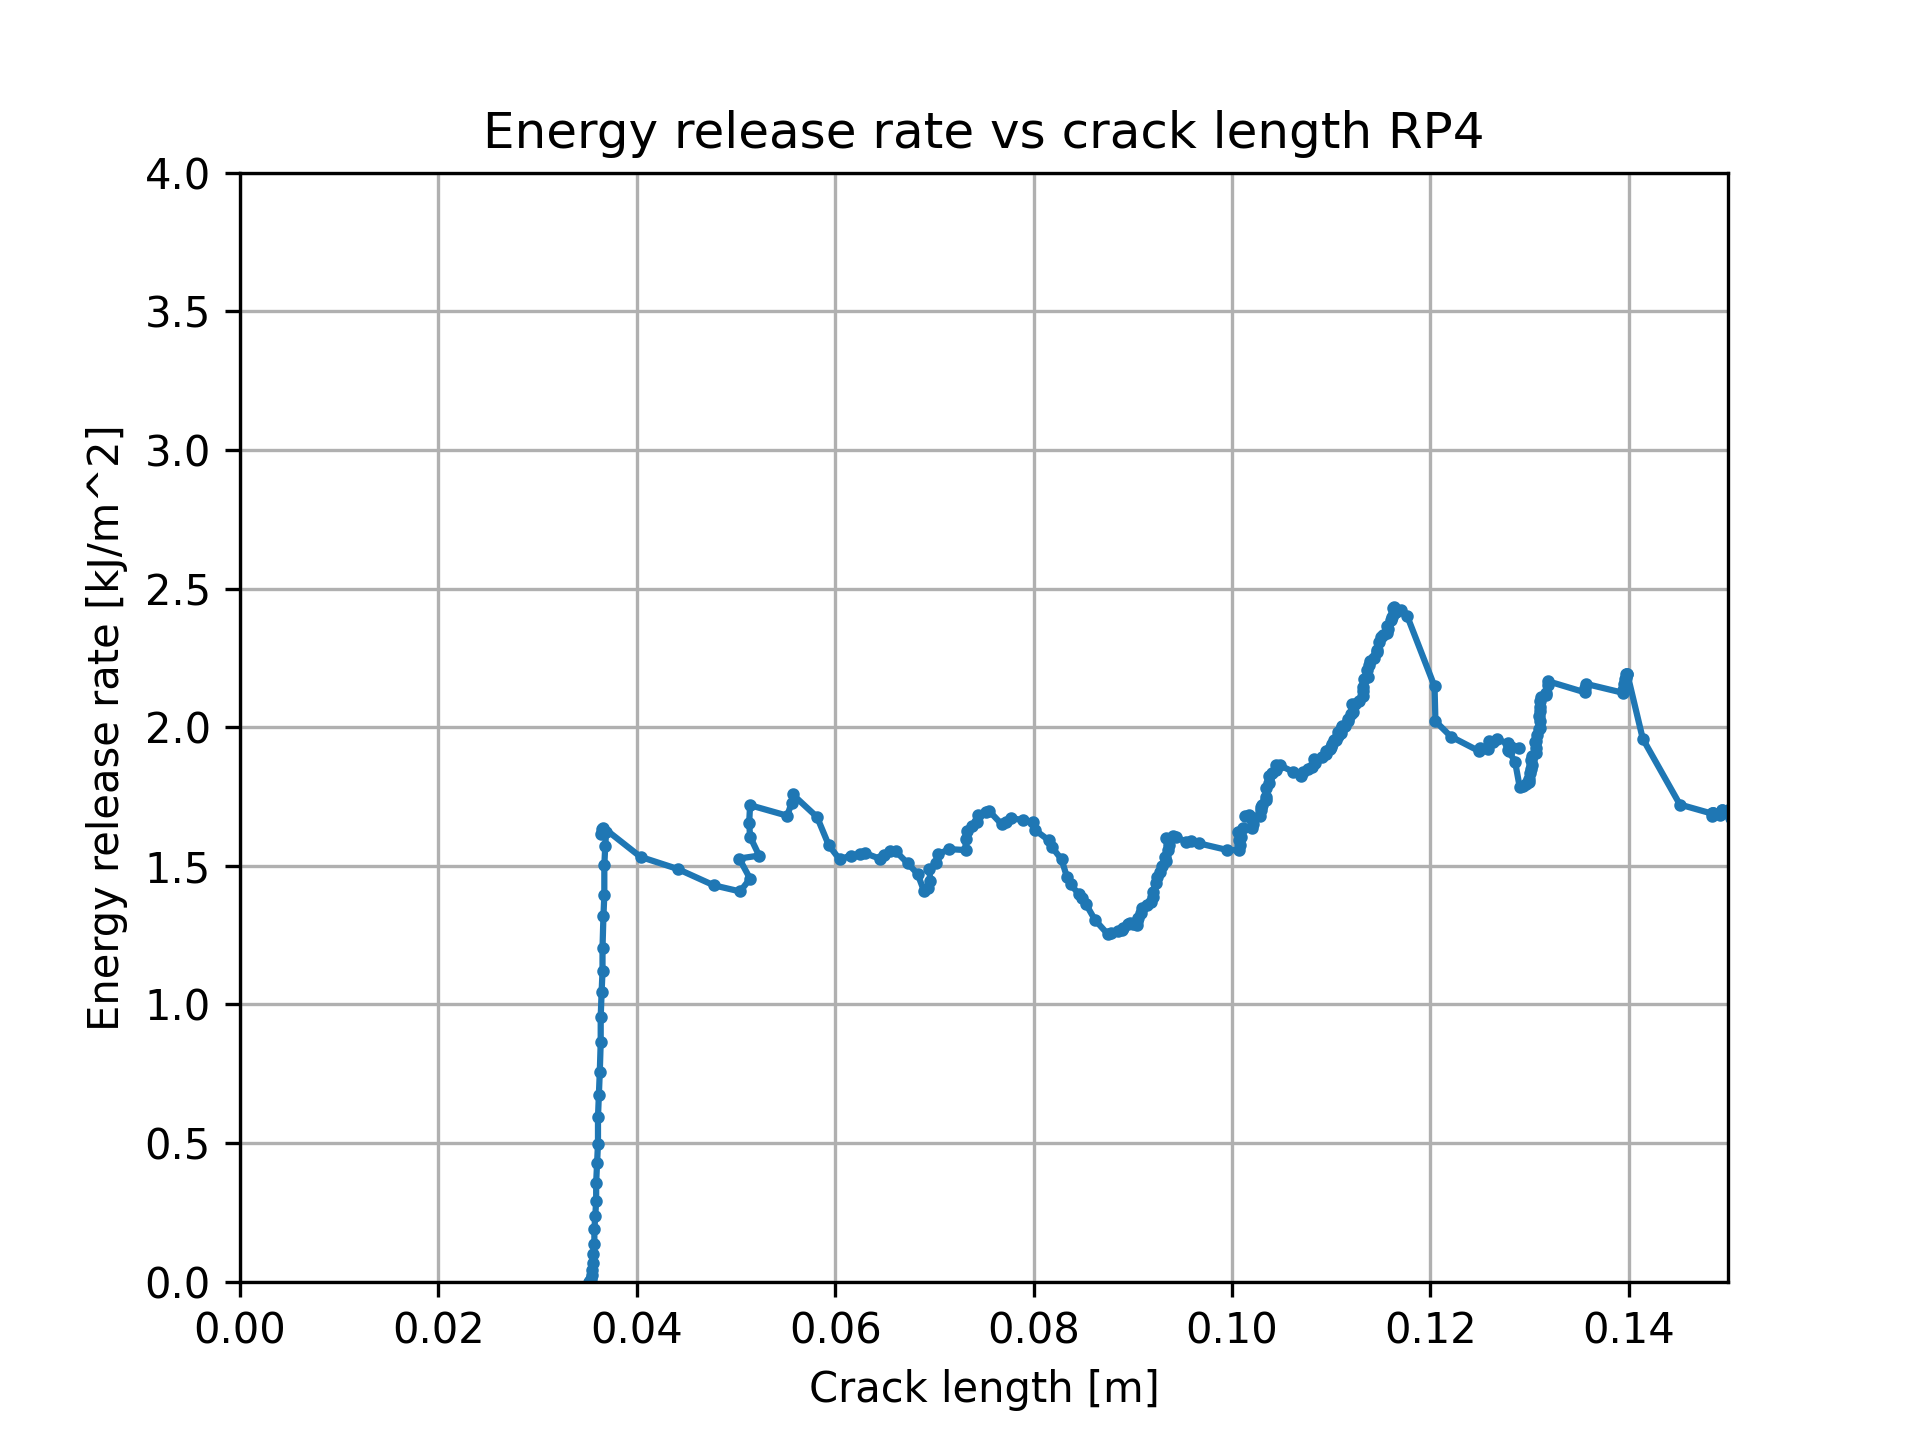 Energy release rate vs crack length RP4
4.0
3.5
3.0
2.5
2.0
1.5
1.0
0.5
0.0
Energy release rate [kJ/m^2]
0.00 0.02 0.04 0.06 0.08 0.10 0.12 0.14
Crack length [m]